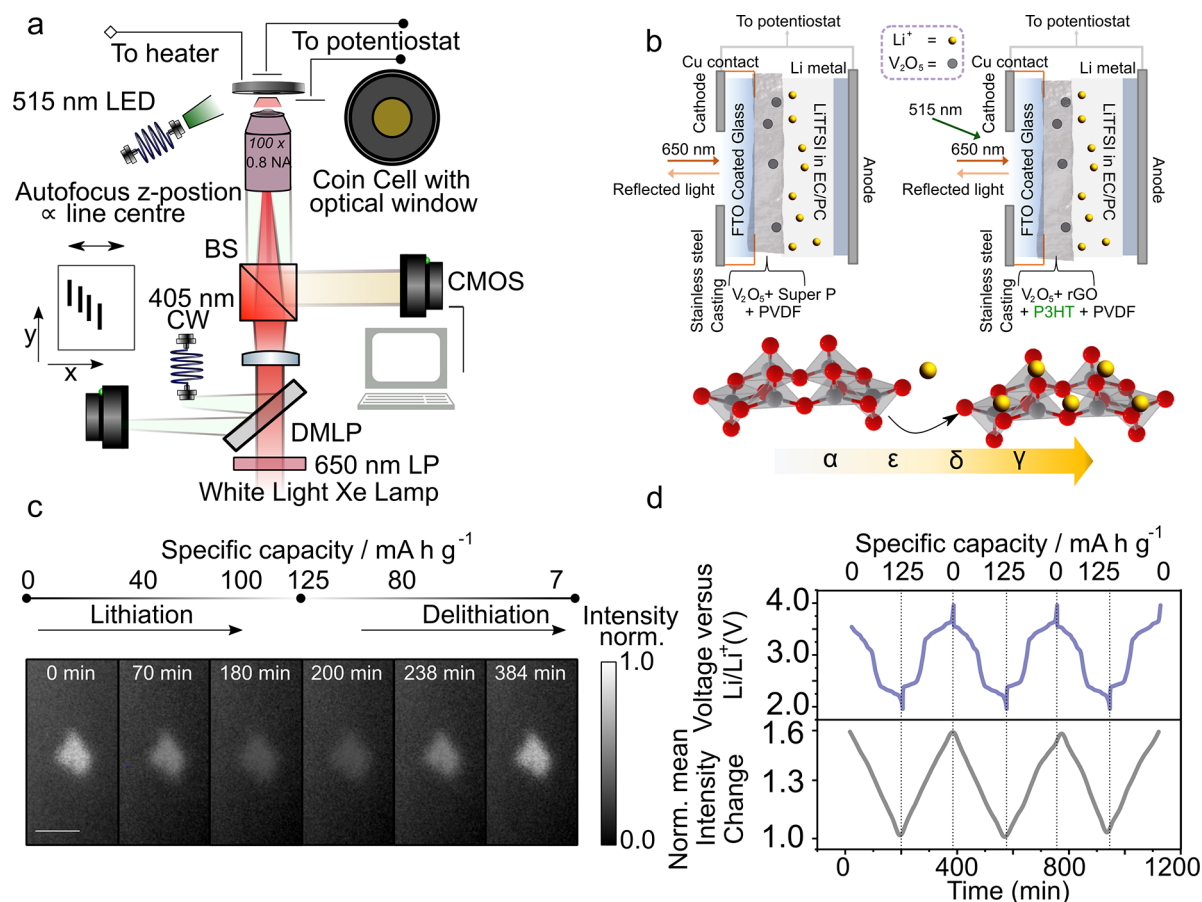 a
To heater
To potentiostat
515 nm LED
100 x
0.8 NA
Autofocus z-postion
∝ line centre
Coin Cell with
optical window
BS
CMOS
405 nm
CW
y
x
DMLP
650 nm LP
White Light Xe Lamp
b
To potentiostat
Li⁺ =
V₂O₅ =
To potentiostat
Cu contact
Li metal
Cathode
FTO Coated Glass
LiTFSI in EC/PC
Anode
650 nm
Reflected light
Stainless steel
Casting
V₂O₅+ Super P
+ PVDF
Cu contact
Li metal
Cathode
515 nm
650 nm
Reflected light
FTO Coated Glass
LiTFSI in EC/PC
Anode
Stainless steel
Casting
V₂O₅+ rGO
+ P3HT + PVDF
α ε δ γ
c
Specific capacity / mA h g⁻¹
0 40 100 125 80 7
Lithiation
Delithiation
Intensity
norm.
0 min 70 min 180 min 200 min 238 min 384 min
1.0
0.0
d
Specific capacity / mA h g⁻¹
0 125 0 125 0 125 0
Voltage versus
Li/Li⁺(V)
4.0
3.0
2.0
Norm. mean
Intensity
Change
1.6
1.3
1.0
0 400 800 1200
Time (min)